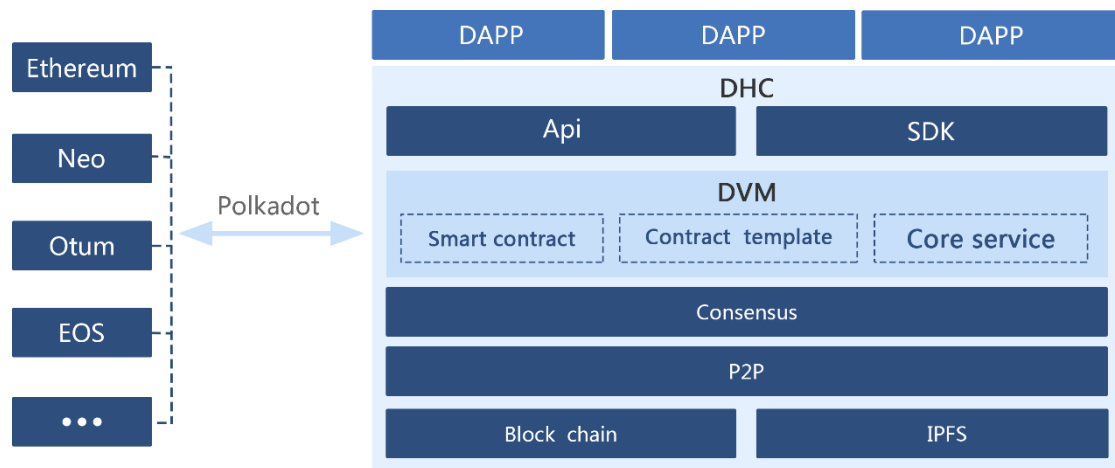 Ethereum
Neo
Otum
EOS
•••
Polkadot
DAPP
DAPP
DAPP
DHC
Api
SDK
DVM
Smart contract
Contract template
Core service
Consensus
P2P
Block chain
IPFS